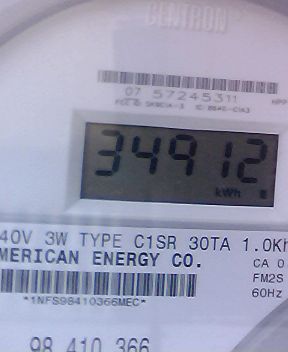 CENTRON
07 57245311
34912
kWh
40V 3W TYPE C1SR 30TA 1.0Kh
MERICAN ENERGY CO.
CA 0
FM2S
60Hz
*1NFS98410366MEC*
98 410 366